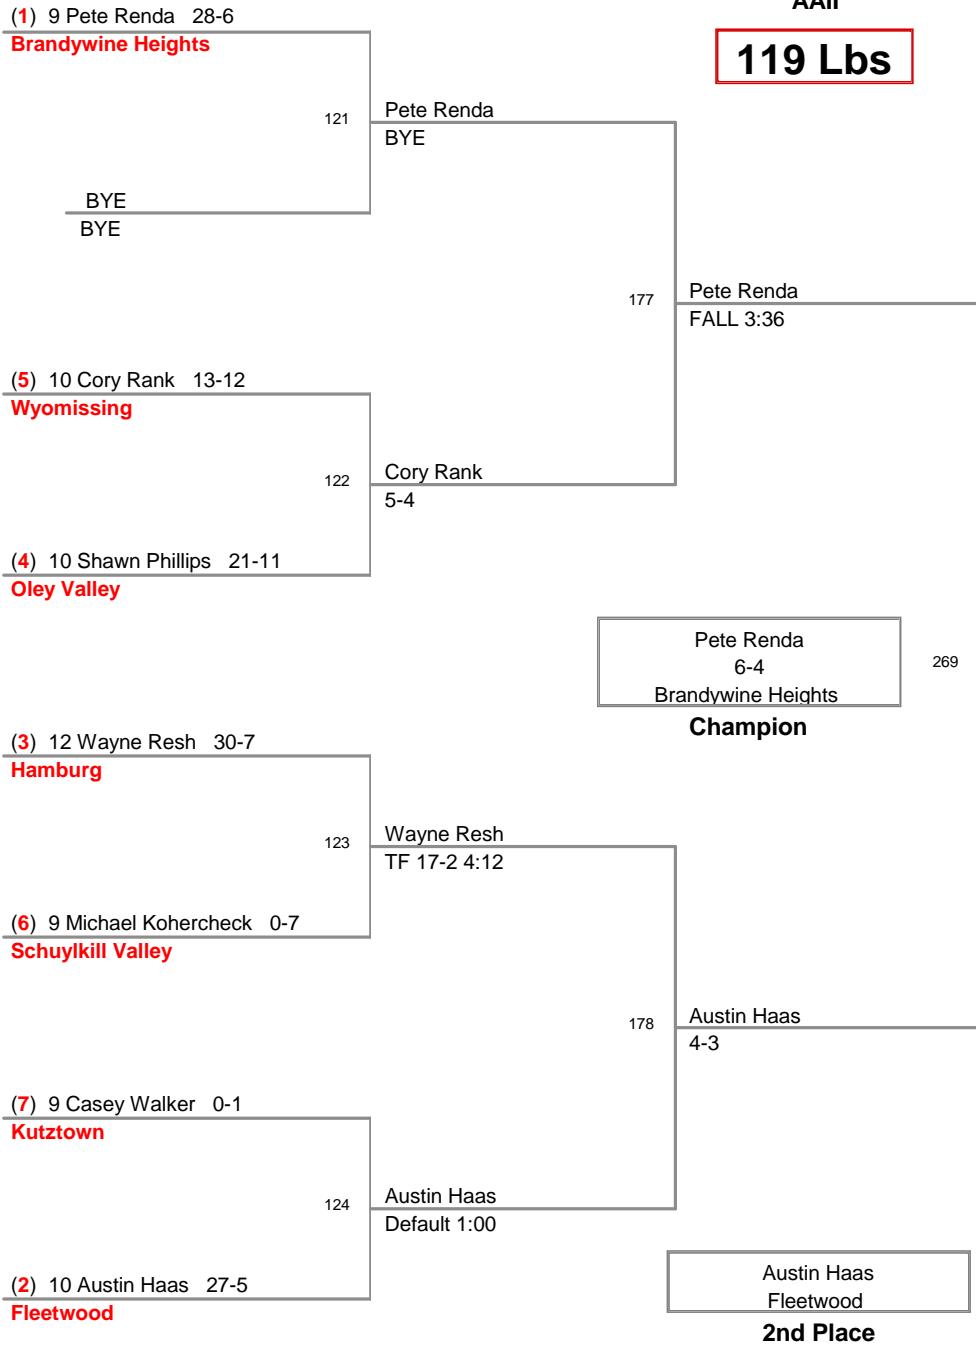 AAII
119 Lbs
(1) 9 Pete Renda 28-6
Brandywine Heights
121
Pete Renda
BYE
BYE
BYE
177
Pete Renda
FALL 3:36
(5) 10 Cory Rank 13-12
Wyomissing
122
Cory Rank
5-4
(4) 10 Shawn Phillips 21-11
Oley Valley
Pete Renda
6-4
Brandywine Heights
269
Champion
(3) 12 Wayne Resh 30-7
Hamburg
123
Wayne Resh
TF 17-2 4:12
(6) 9 Michael Kohercheck 0-7
Schuylkill Valley
178
Austin Haas
4-3
(7) 9 Casey Walker 0-1
Kutztown
124
Austin Haas
Default 1:00
(2) 10 Austin Haas 27-5
Fleetwood
Austin Haas
Fleetwood
2nd Place